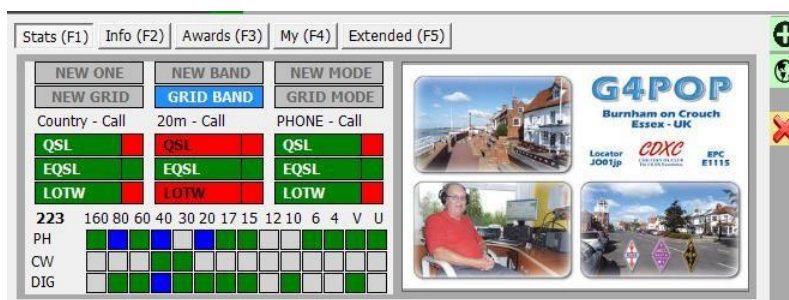 Stats (F1) Info (F2) Awards (F3) My (F4) Extended (F5)
NEW ONE NEW BAND NEW MODE
NEW GRID GRID BAND GRID MODE
Country - Call 20m - Call PHONE - Call
QSL QSL QSL
EQSL EQSL EQSL
LOTW LOTW LOTW
223 160 80 60 40 30 20 17 15 12 10 6 4 V U
PH
CW
DIG
G4POP
Burnham on Crouch
Essex - UK
Locator
JO01jp
CDXC
EPC
E1115